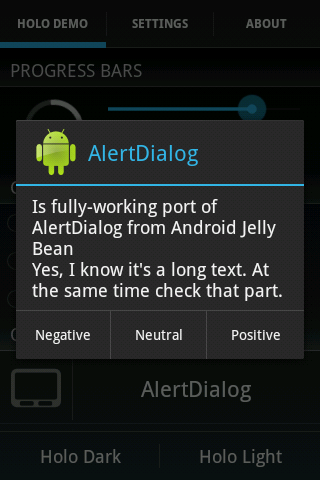 HOLO DEMO
SETTINGS
ABOUT
PROGRESS BARS
AlertDialog
Is fully-working port of
AlertDialog from Android Jelly
Bean
Yes, I know it's a long text. At
the same time check that part.
Negative
Neutral
Positive
AlertDialog
Holo Dark
Holo Light